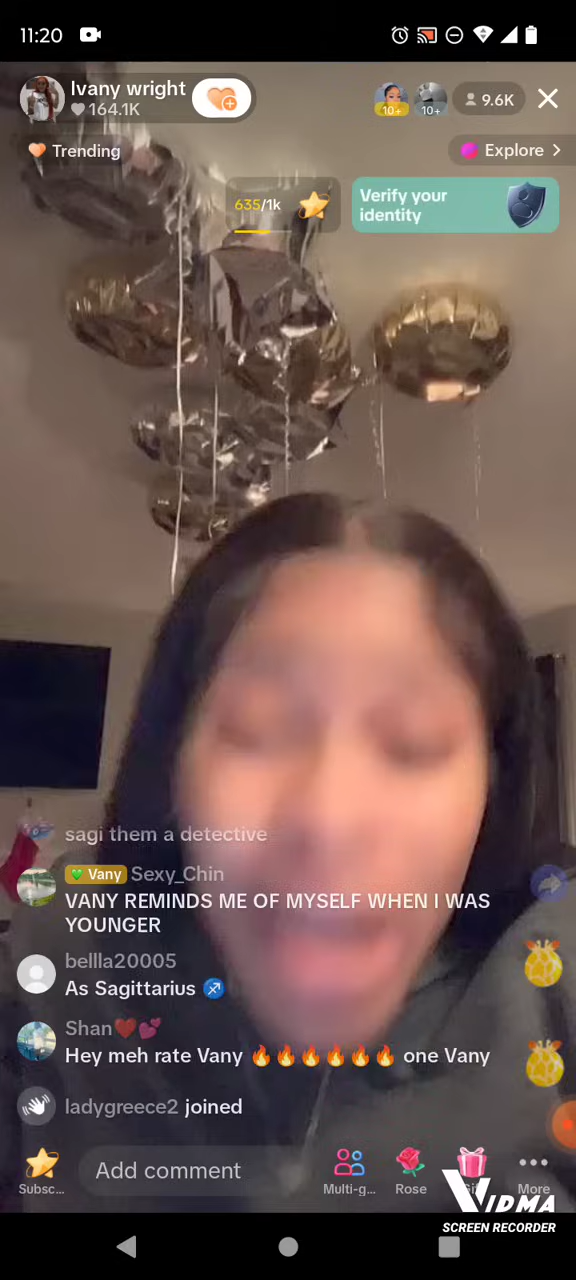 11:20
Ivany wright
164.1K
10+
10+
9.6K
Trending
Explore
635/1k
Verify your
identity
sagi them a detective
Vany Sexy_Chin
VANY REMINDS ME OF MYSELF WHEN I WAS
YOUNGER
bellla20005
As Sagittarius ♐
Shan❤️💕
Hey meh rate Vany 🔥🔥🔥🔥🔥🔥 one Vany
ladygreece2 joined
Add comment
Subsc...
Multi-g...
Rose
More
VIDMA
SCREEN RECORDER